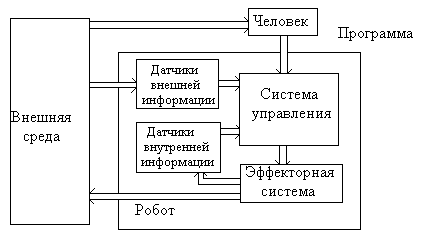 Человек
Программа
Датчики
внешней
информации
Система
управления
Внешняя
среда
Датчики
внутренней
информации
Эффекторная
система
Робот